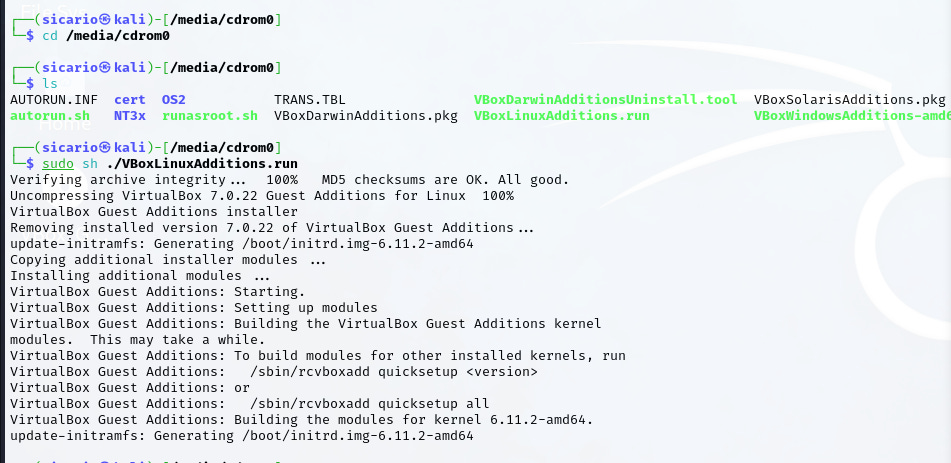 ┌──(sicario㉿kali)-[/media/cdrom0]
└─$ cd /media/cdrom0
┌──(sicario㉿kali)-[/media/cdrom0]
└─$ ls
AUTORUN.INF  cert  OS2           TRANS.TBL                VBoxDarwinAdditionsUninstall.tool  VBoxSolarisAdditions.pkg
autorun.sh   NT3x  runasroot.sh  VBoxDarwinAdditions.pkg  VBoxLinuxAdditions.run             VBoxWindowsAdditions-amd6
Home
┌──(sicario㉿kali)-[/media/cdrom0]
└─$ sudo sh ./VBoxLinuxAdditions.run
Verifying archive integrity...  100%   MD5 checksums are OK. All good.
Uncompressing VirtualBox 7.0.22 Guest Additions for Linux  100%
VirtualBox Guest Additions installer
Removing installed version 7.0.22 of VirtualBox Guest Additions...
update-initramfs: Generating /boot/initrd.img-6.11.2-amd64
Copying additional installer modules ...
Installing additional modules ...
VirtualBox Guest Additions: Starting.
VirtualBox Guest Additions: Setting up modules
VirtualBox Guest Additions: Building the VirtualBox Guest Additions kernel
modules.  This may take a while.
VirtualBox Guest Additions: To build modules for other installed kernels, run
VirtualBox Guest Additions:   /sbin/rcvboxadd quicksetup <version>
VirtualBox Guest Additions: or
VirtualBox Guest Additions:   /sbin/rcvboxadd quicksetup all
VirtualBox Guest Additions: Building the modules for kernel 6.11.2-amd64.
update-initramfs: Generating /boot/initrd.img-6.11.2-amd64